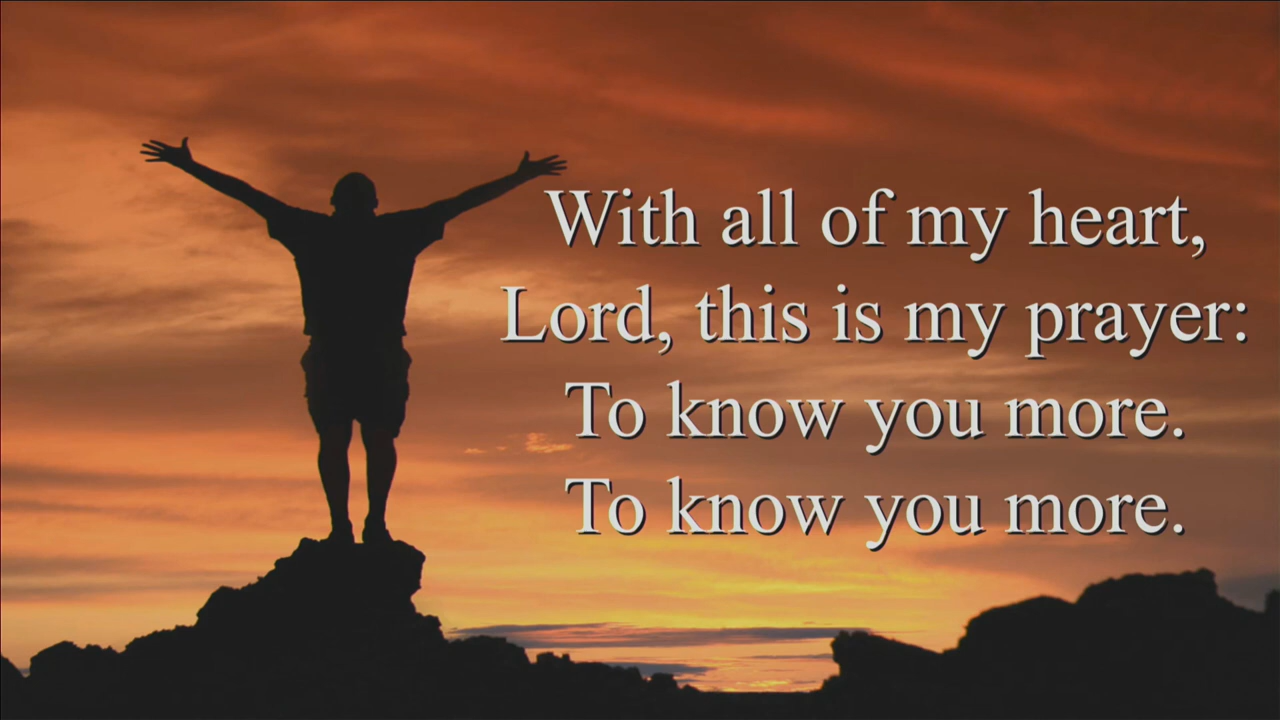 With all of my heart,
Lord, this is my prayer:
To know you more.
To know you more.